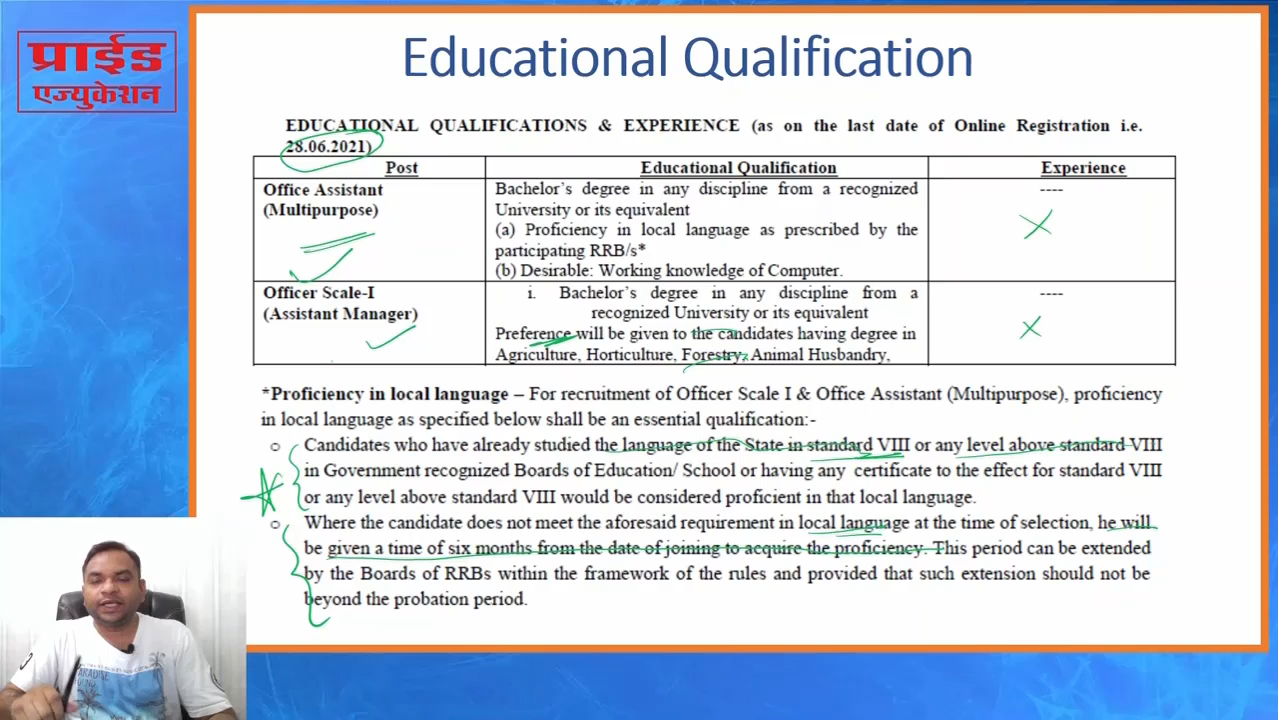 प्राईड
एज्युकेशन
Educational Qualification
EDUCATIONAL QUALIFICATIONS & EXPERIENCE (as on the last date of Online Registration i.e.
28.06.2021)
Post Educational Qualification Experience
Office Assistant
(Multipurpose)
Bachelor's degree in any discipline from a recognized
University or its equivalent
(a) Proficiency in local language as prescribed by the
participating RRB/s*
(b) Desirable: Working knowledge of Computer.
----
Officer Scale-I
(Assistant Manager)
i. Bachelor's degree in any discipline from a
recognized University or its equivalent
Preference will be given to the candidates having degree in
Agriculture, Horticulture, Forestry, Animal Husbandry,
----
*Proficiency in local language – For recruitment of Officer Scale I & Office Assistant (Multipurpose), proficiency
in local language as specified below shall be an essential qualification:-
o Candidates who have already studied the language of the State in standard VIII or any level above standard VIII
in Government recognized Boards of Education/ School or having any certificate to the effect for standard VIII
or any level above standard VIII would be considered proficient in that local language.
o Where the candidate does not meet the aforesaid requirement in local language at the time of selection, he will
be given a time of six months from the date of joining to acquire the proficiency. This period can be extended
by the Boards of RRBs within the framework of the rules and provided that such extension should not be
beyond the probation period.
PARADISE